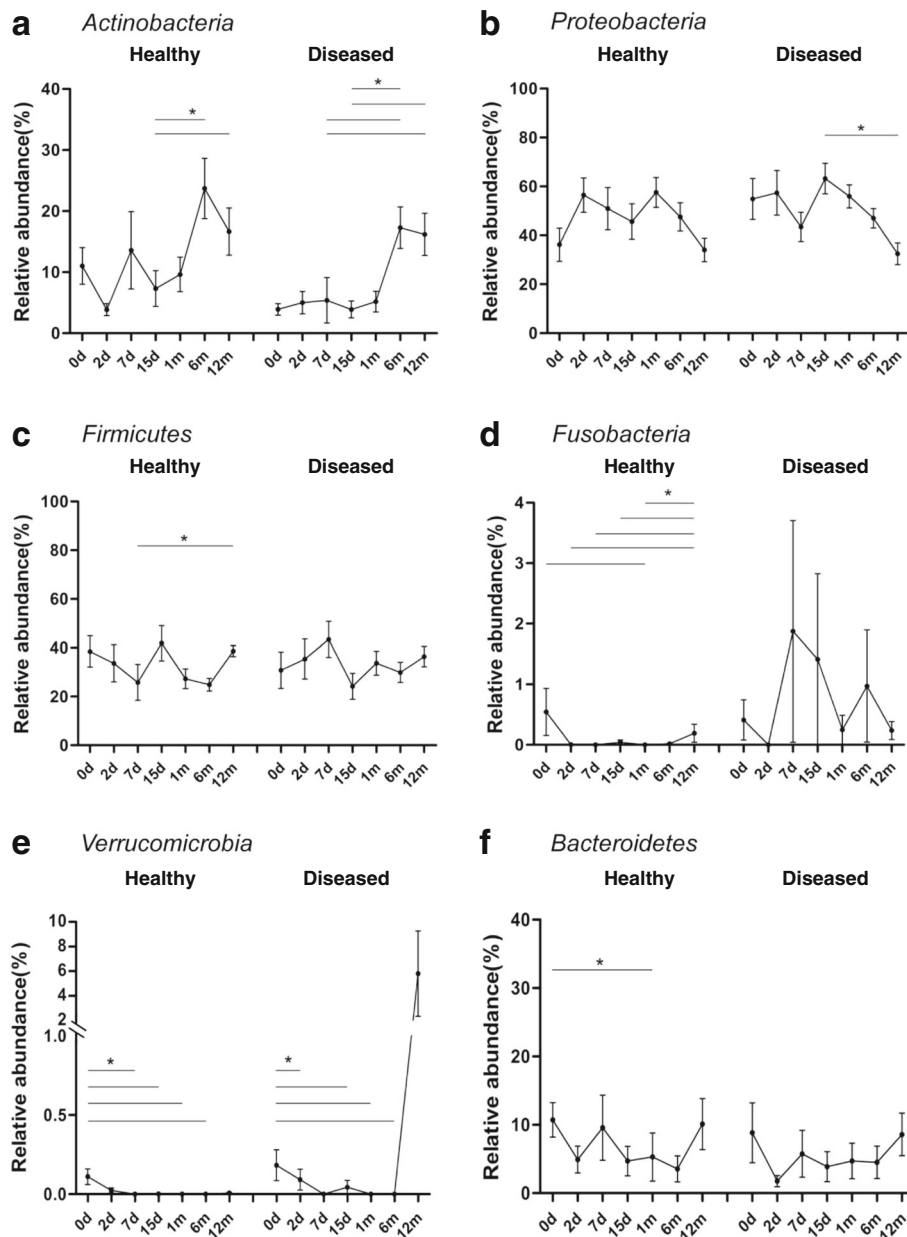 a Actinobacteria
Healthy Diseased
Relative abundance(%)
40
30
20
10
0
0d 2d 7d 15d 1m 6m 12m 0d 2d 7d 15d 1m 6m 12m
*
*
b Proteobacteria
Healthy Diseased
Relative abundance(%)
100
80
60
40
20
0
0d 2d 7d 15d 1m 6m 12m 0d 2d 7d 15d 1m 6m 12m
*
c Firmicutes
Healthy Diseased
Relative abundance(%)
100
80
60
40
20
0
0d 2d 7d 15d 1m 6m 12m 0d 2d 7d 15d 1m 6m 12m
*
d Fusobacteria
Healthy Diseased
Relative abundance(%)
4
3
2
1
0
0d 2d 7d 15d 1m 6m 12m 0d 2d 7d 15d 1m 6m 12m
*
e Verrucomicrobia
Healthy Diseased
Relative abundance(%)
10
8
6
4
2
1.0
0.5
0.0
0d 2d 7d 15d 1m 6m 12m 0d 2d 7d 15d 1m 6m 12m
*
*
f Bacteroidetes
Healthy Diseased
Relative abundance(%)
40
30
20
10
0
0d 2d 7d 15d 1m 6m 12m 0d 2d 7d 15d 1m 6m 12m
*